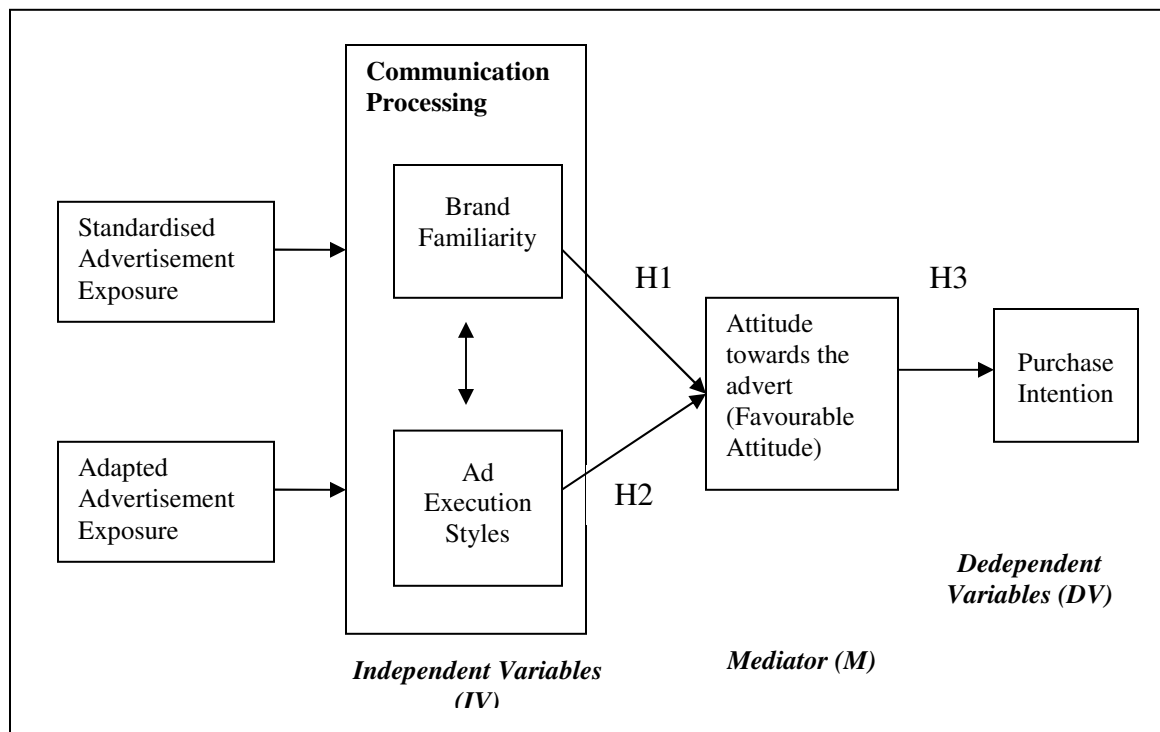 Communication
Processing
Standardised
Advertisement
Exposure
Brand
Familiarity
H1
H3
Attitude
towards the
advert
(Favourable
Attitude)
Purchase
Intention
Adapted
Advertisement
Exposure
Ad
Execution
Styles
H2
Dedependent
Variables (DV)
Mediator (M)
Independent Variables
(IV)